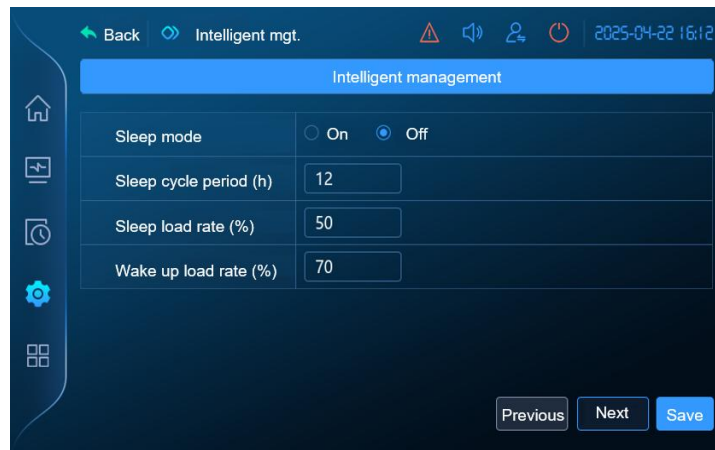 Back Intelligent mgt. 2025-04-22 16:12
Intelligent management
Sleep mode On Off
Sleep cycle period (h) 12
Sleep load rate (%) 50
Wake up load rate (%) 70
Previous Next Save